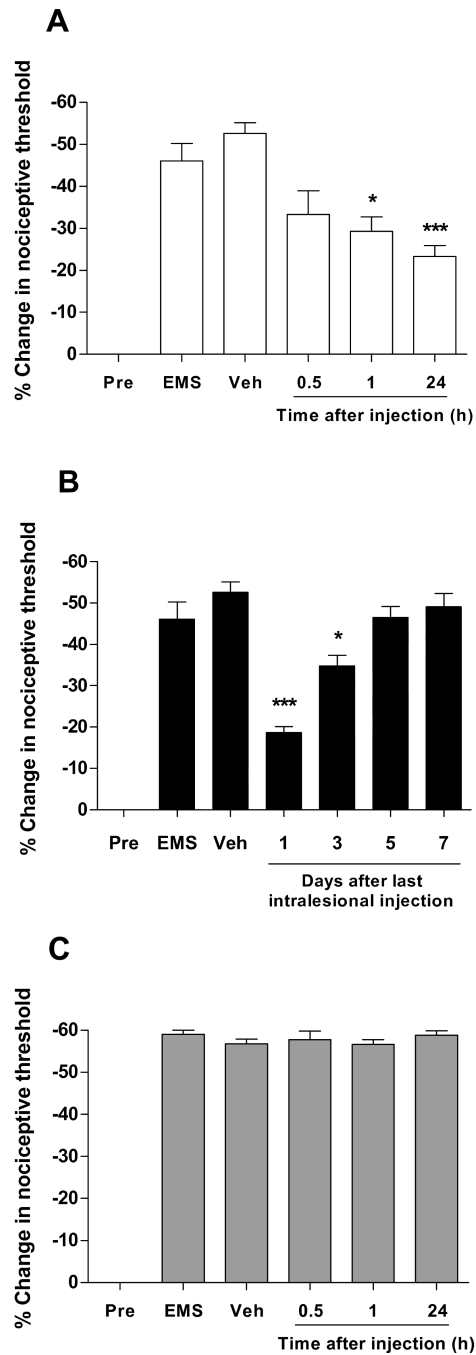 A
% Change in nociceptive threshold
-60
-50
-40
-30
-20
-10
0
*
***
Pre EMS Veh 0.5 1 24
Time after injection (h)
B
% Change in nociceptive threshold
-60
-50
-40
-30
-20
-10
0
***
*
Pre EMS Veh 1 3 5 7
Days after last
intralesional injection
C
% Change in nociceptive threshold
-60
-50
-40
-30
-20
-10
0
Pre EMS Veh 0.5 1 24
Time after injection (h)